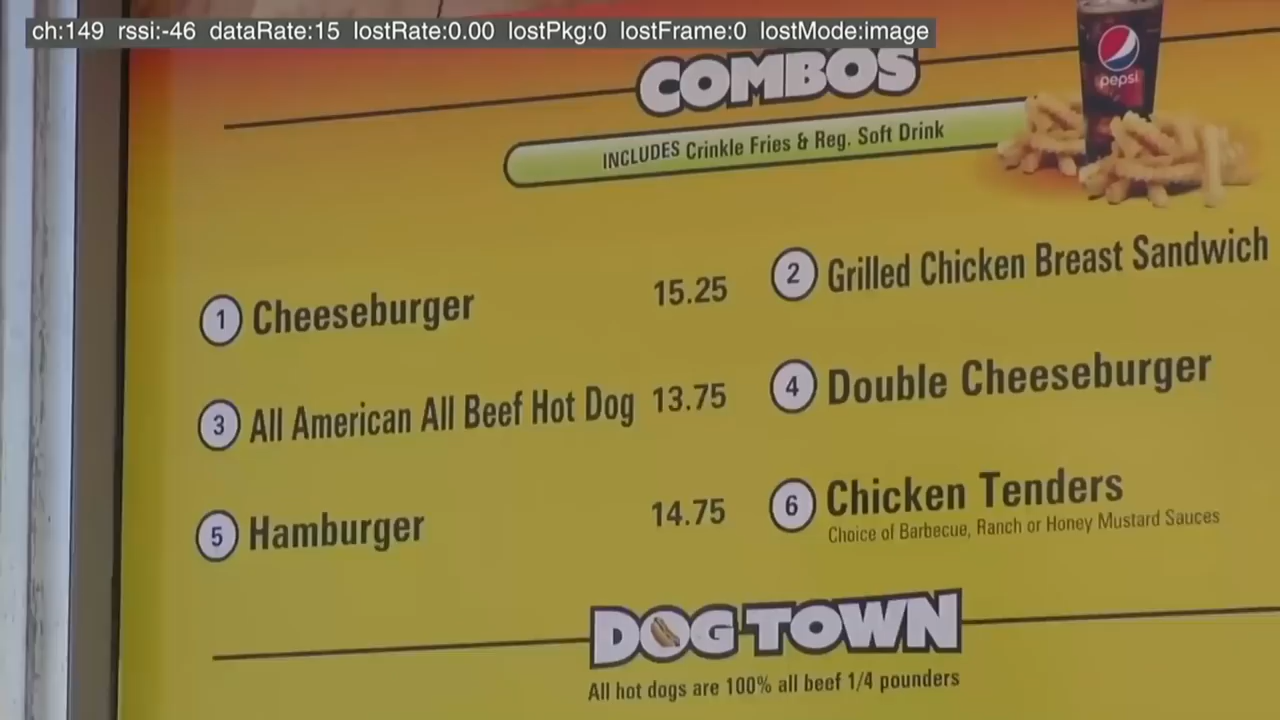 ch:149 rssi:-46 dataRate:15 lostRate:0.00 lostPkg:0 lostFrame:0 lostMode:image
COMBOS
pepsi
INCLUDES Crinkle Fries & Reg. Soft Drink
1 Cheeseburger 15.25
2 Grilled Chicken Breast Sandwich
3 All American All Beef Hot Dog 13.75
4 Double Cheeseburger
5 Hamburger 14.75
6 Chicken Tenders
Choice of Barbecue, Ranch or Honey Mustard Sauces
DOG TOWN
All hot dogs are 100% all beef 1/4 pounders